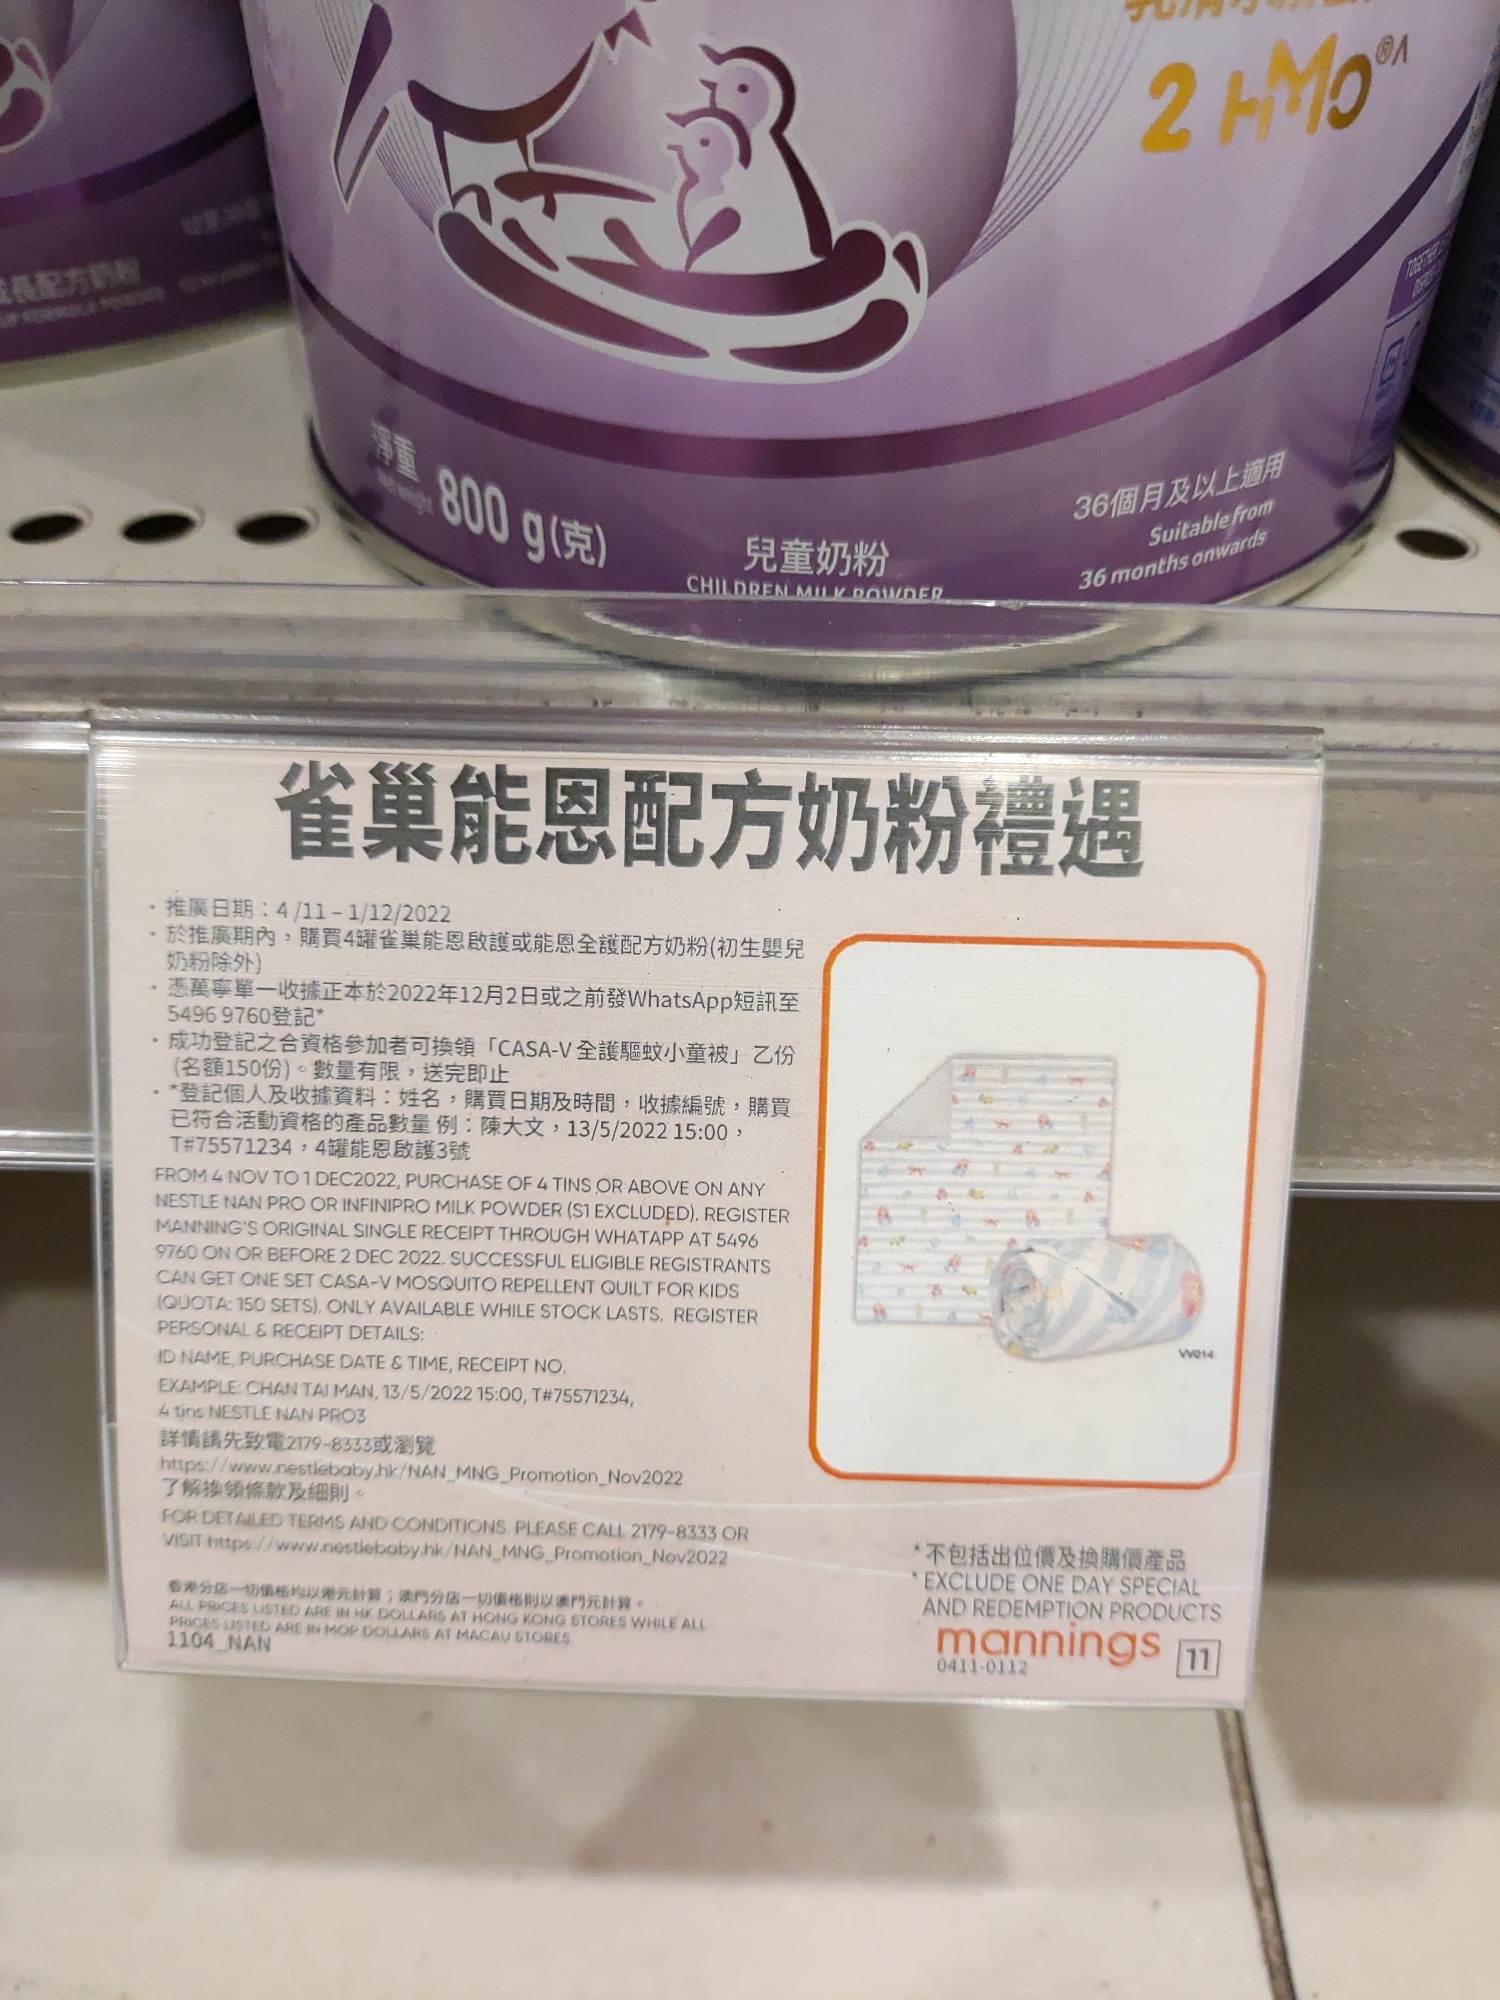 2 HMO®^
成長配方奶粉
淨重
Net weight
800 g(克)
兒童奶粉
CHILDREN MILK POWDER
36個月及以上適用
Suitable from
36 months onwards
TOGETHER
雀巢能恩配方奶粉禮遇
· 推廣日期：4 /11 – 1/12/2022
· 於推廣期內，購買4罐雀巢能恩啟護或能恩全護配方奶粉(初生嬰兒
奶粉除外)
· 憑萬寧單一收據正本於2022年12月2日或之前發WhatsApp短訊至
5496 9760登記*
· 成功登記之合資格參加者可換領「CASA-V 全護驅蚊小童被」乙份
(名額150份)。數量有限，送完即止
· *登記個人及收據資料：姓名，購買日期及時間，收據編號，購買
已符合活動資格的產品數量 例：陳大文，13/5/2022 15:00，
T#75571234，4罐能恩啟護3號
FROM 4 NOV TO 1 DEC2022, PURCHASE OF 4 TINS OR ABOVE ON ANY
NESTLE NAN PRO OR INFINIPRO MILK POWDER (S1 EXCLUDED). REGISTER
MANNING'S ORIGINAL SINGLE RECEIPT THROUGH WHATAPP AT 5496
9760 ON OR BEFORE 2 DEC 2022. SUCCESSFUL ELIGIBLE REGISTRANTS
CAN GET ONE SET CASA-V MOSQUITO REPELLENT QUILT FOR KIDS
(QUOTA: 150 SETS). ONLY AVAILABLE WHILE STOCK LASTS. REGISTER
PERSONAL & RECEIPT DETAILS:
ID NAME, PURCHASE DATE & TIME, RECEIPT NO.
EXAMPLE: CHAN TAI MAN, 13/5/2022 15:00, T#75571234,
4 tins NESTLE NAN PRO3
詳情請先致電2179-8333或瀏覽
https://www.nestlebaby.hk/NAN_MNG_Promotion_Nov2022
了解換領條款及細則。
FOR DETAILED TERMS AND CONDITIONS. PLEASE CALL 2179-8333 OR
VISIT https://www.nestlebaby.hk/NAN_MNG_Promotion_Nov2022
香港分店一切價格均以港元計算；澳門分店一切價格則以澳門元計算。
ALL PRICES LISTED ARE IN HK DOLLARS AT HONG KONG STORES WHILE ALL
PRICES LISTED ARE IN MOP DOLLARS AT MACAU STORES.
1104_NAN
VV014
*不包括出位價及換購價產品
*EXCLUDE ONE DAY SPECIAL
AND REDEMPTION PRODUCTS
mannings
0411-0112
11